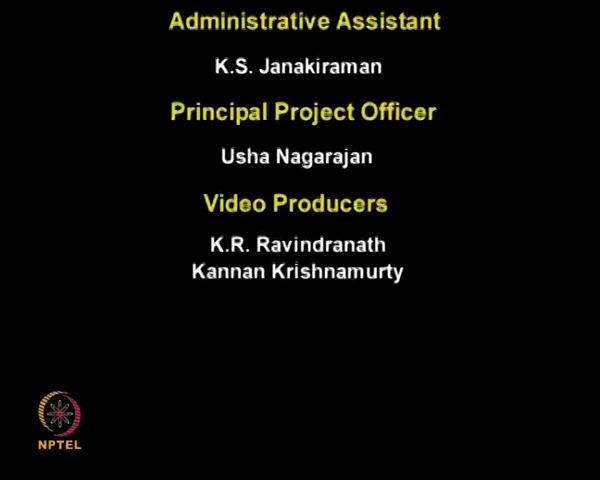 Administrative Assistant
K.S. Janakiraman
Principal Project Officer
Usha Nagarajan
Video Producers
K.R. Ravindranath
Kannan Krishnamurty
NPTEL